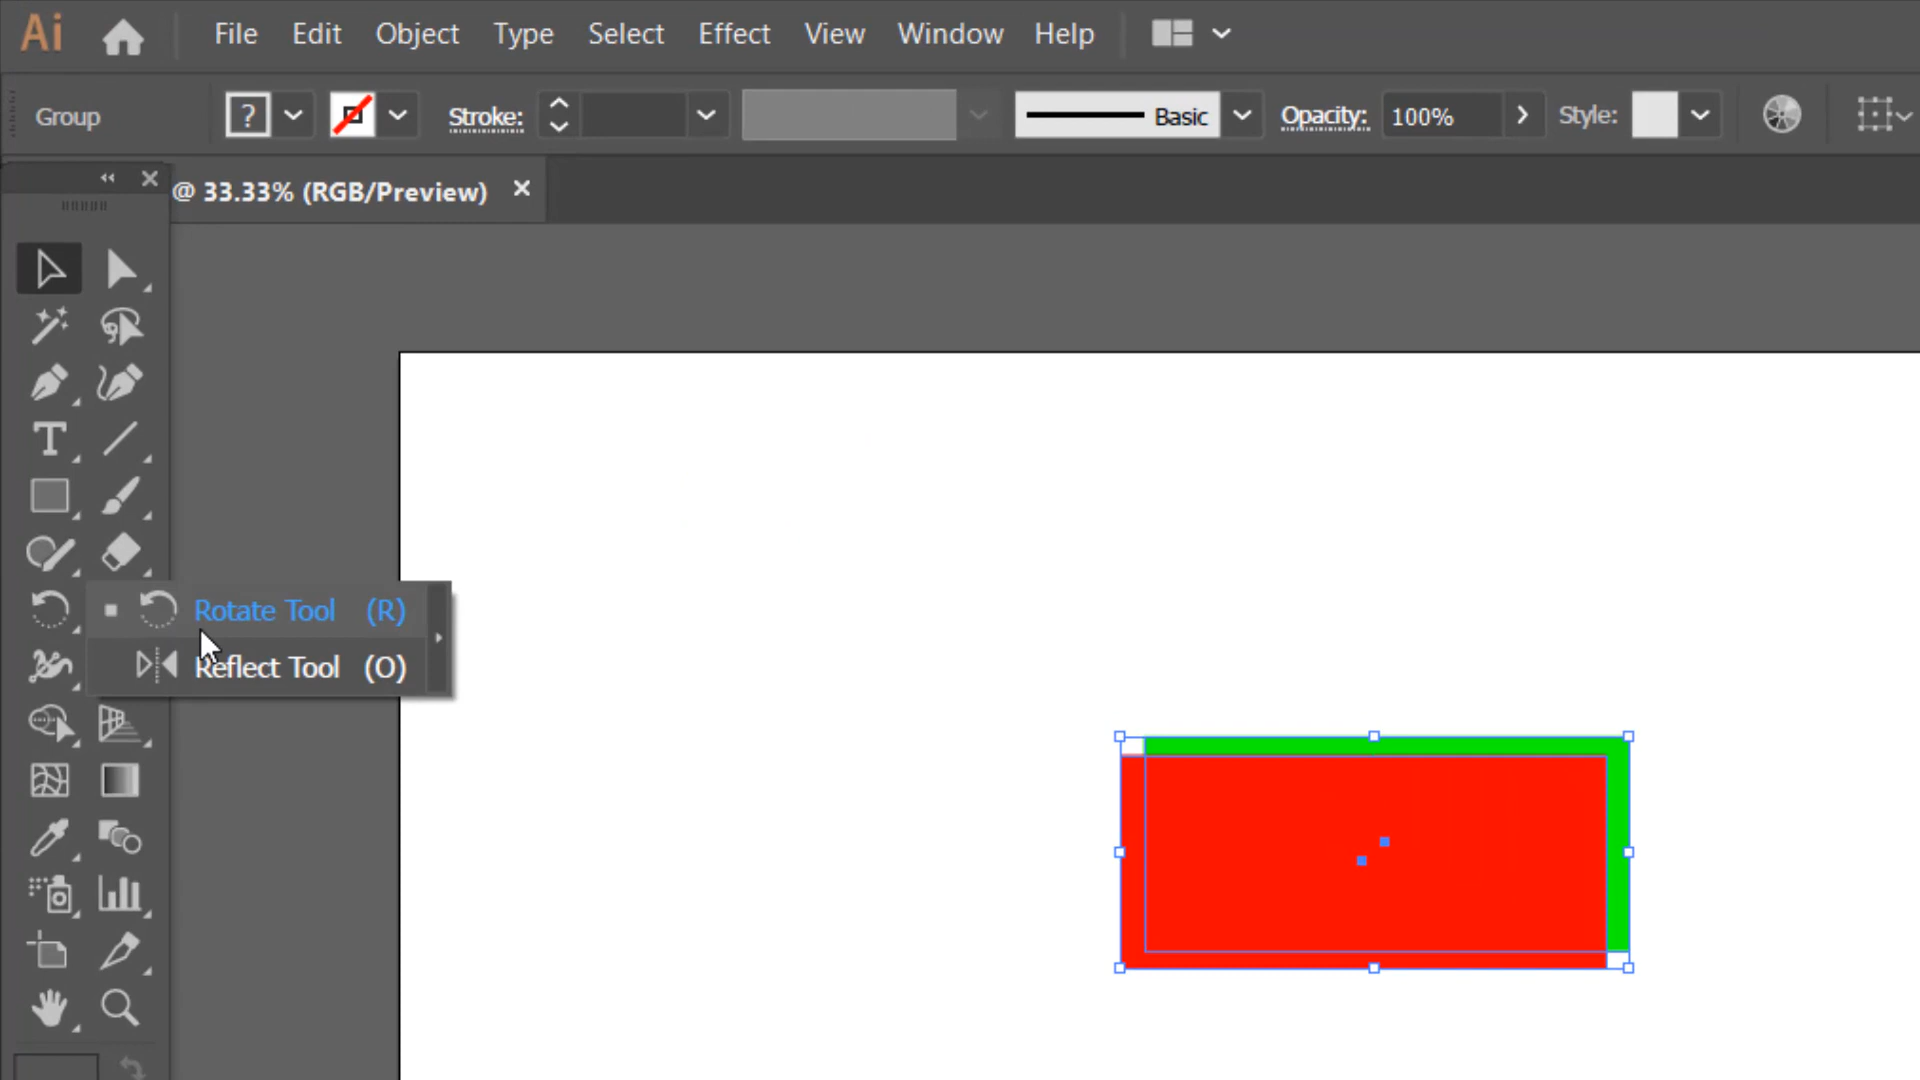 Ai File Edit Object Type Select Effect View Window Help
Group ? Stroke: Basic Opacity: 100% Style:
@ 33.33% (RGB/Preview)
T
Rotate Tool (R)
Reflect Tool (O)